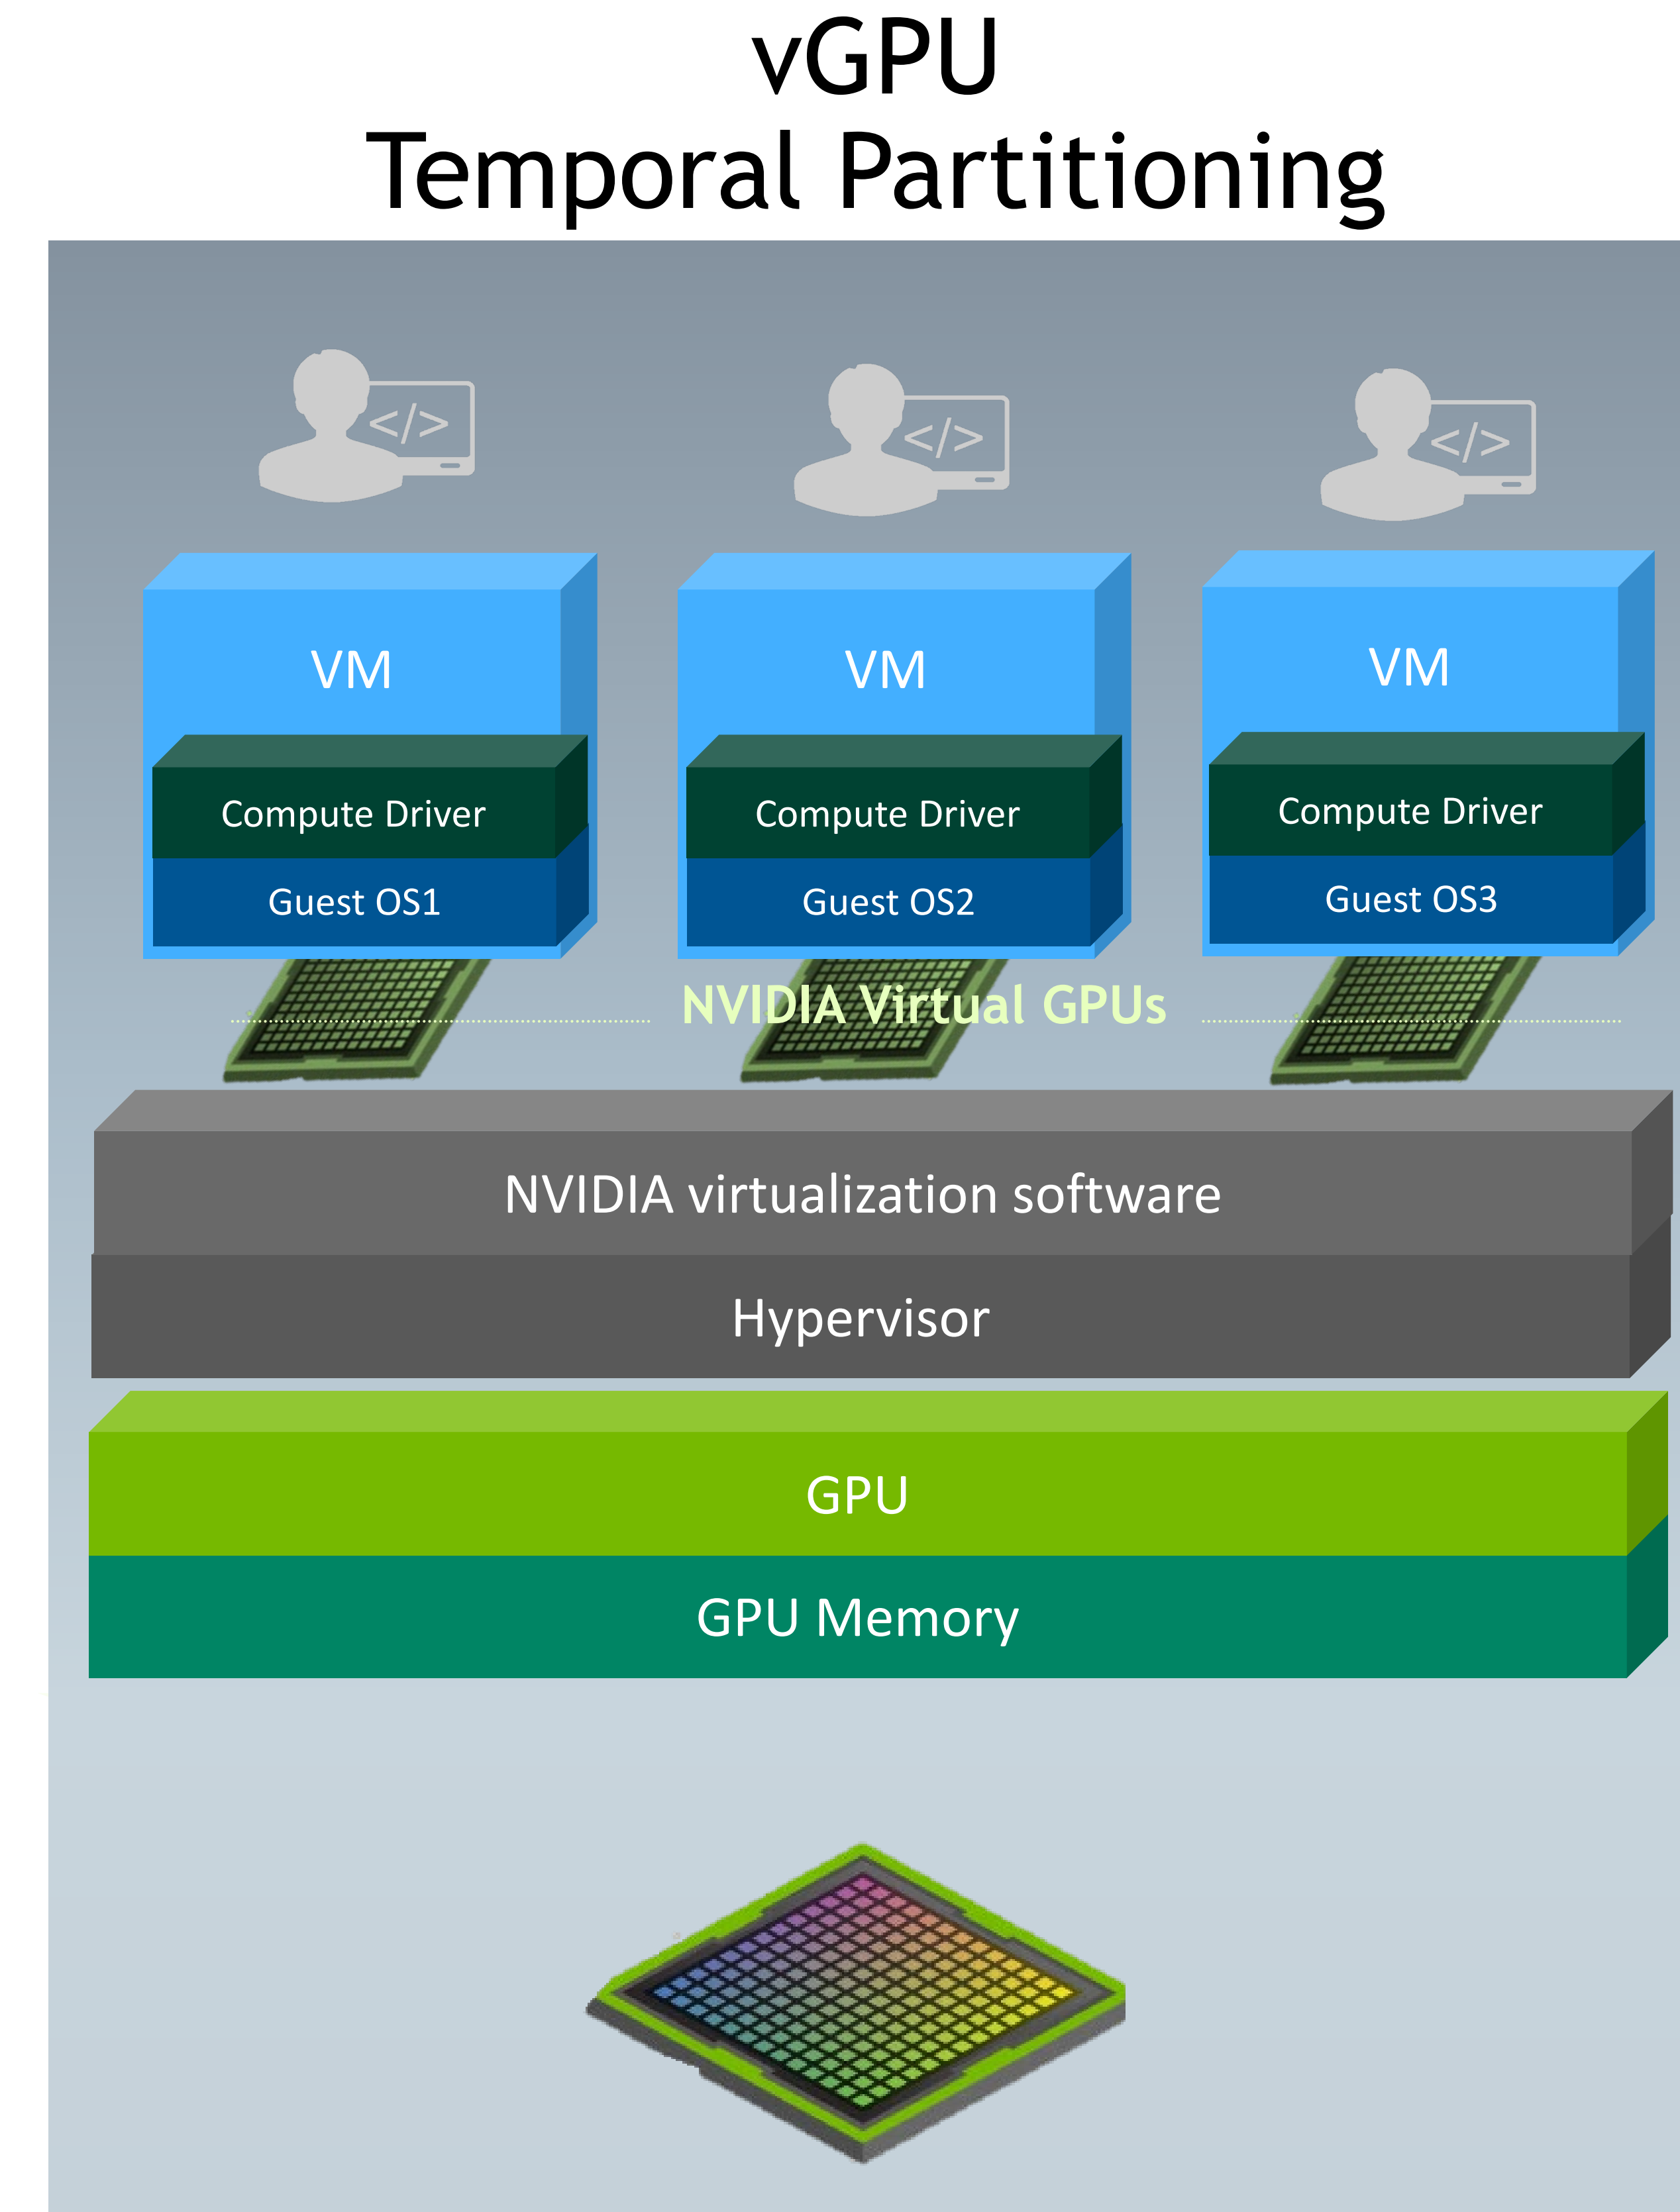 vGPU
Temporal Partitioning
</>
</>
</>
VM
VM
VM
Compute Driver
Compute Driver
Compute Driver
Guest OS1
Guest OS2
Guest OS3
NVIDIA Virtual GPUs
NVIDIA virtualization software
Hypervisor
GPU
GPU Memory